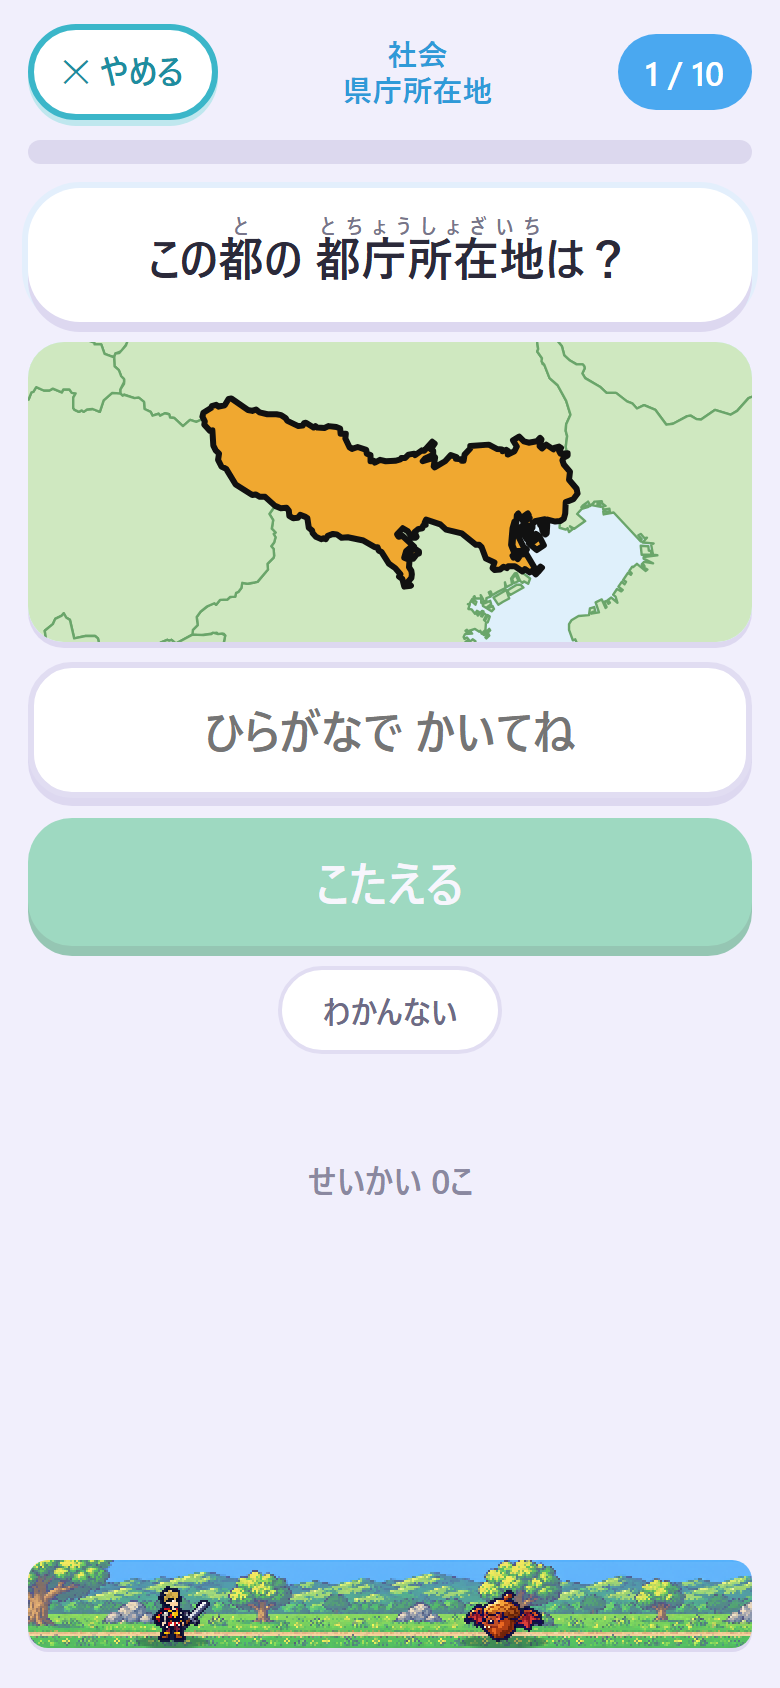 × やめる
社会
県庁所在地
1 / 10
この都の 都庁所在地は？
と とちょうしょざいち
ひらがなで かいてね
こたえる
わかんない
せいかい 0こ